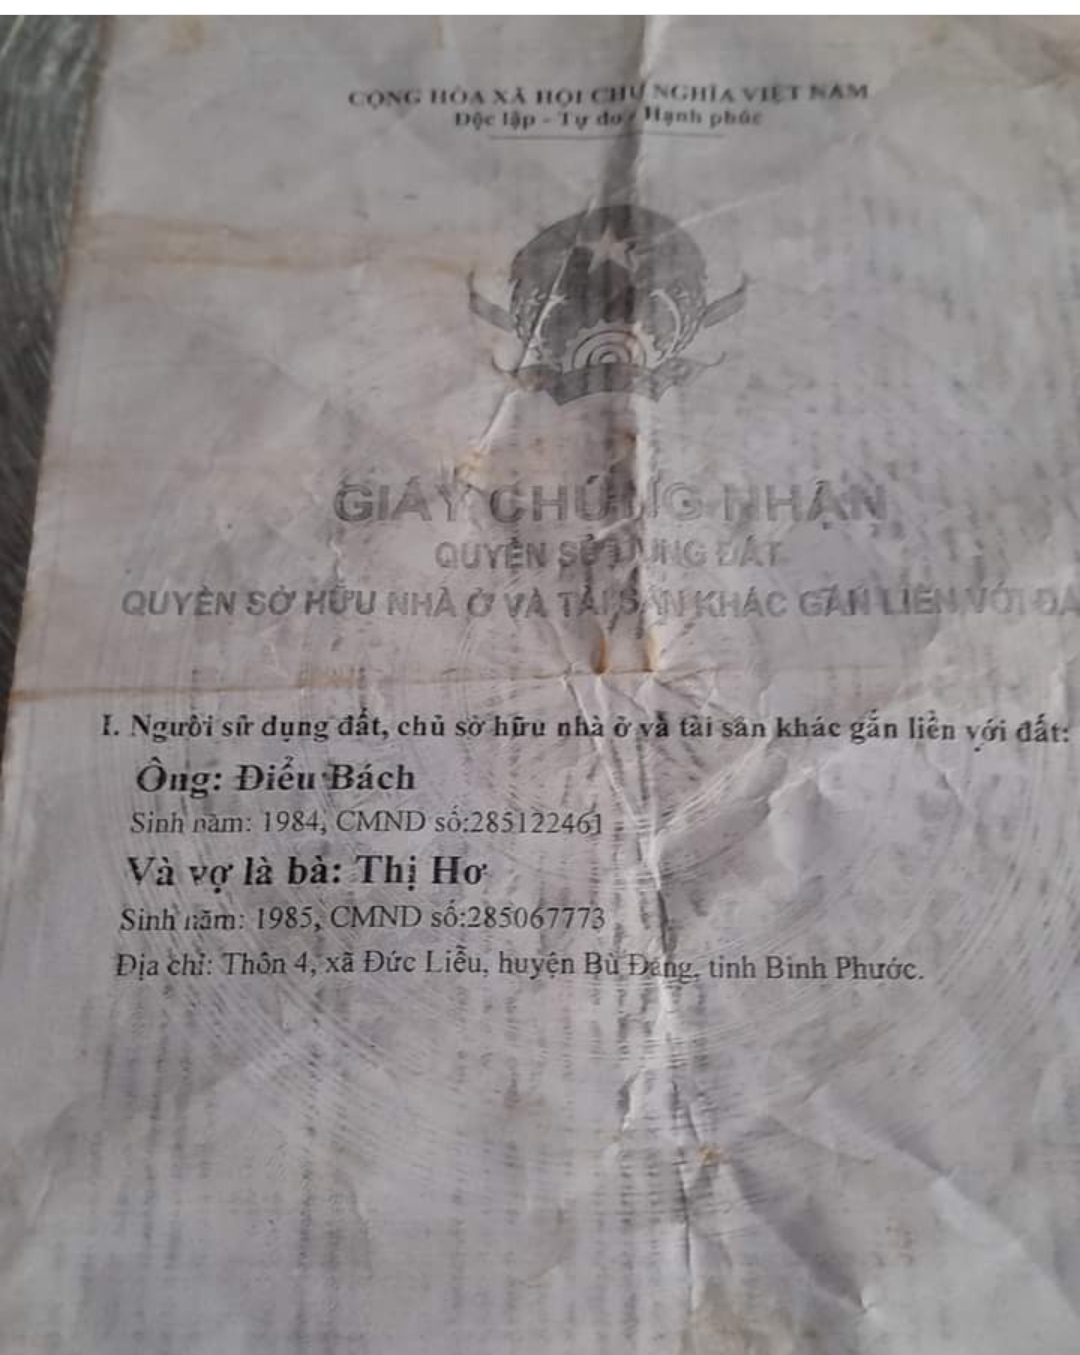 CỘNG HÒA XÃ HỘI CHỦ NGHĨA VIỆT NAM
Độc lập - Tự do - Hạnh phúc
GIẤY CHỨNG NHẬN
QUYỀN SỬ DỤNG ĐẤT
QUYỀN SỞ HỮU NHÀ Ở VÀ TÀI SẢN KHÁC GẮN LIỀN VỚI ĐẤ
I. Người sử dụng đất, chủ sở hữu nhà ở và tài sản khác gắn liền với đất:
Ông: Điểu Bách
Sinh năm: 1984, CMND số:285122461
Và vợ là bà: Thị Hơ
Sinh năm: 1985, CMND số:285067773
Địa chỉ: Thôn 4, xã Đức Liễu, huyện Bù Đăng, tỉnh Bình Phước.